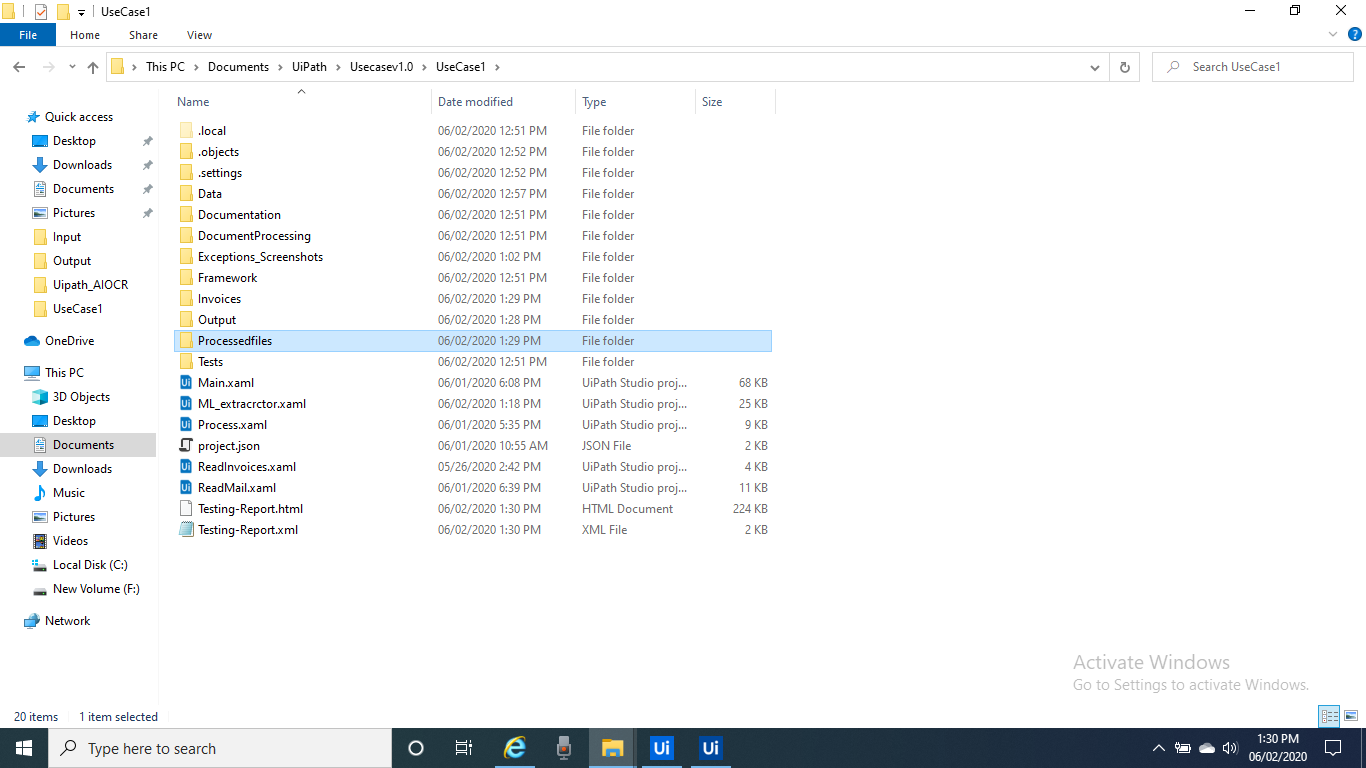 UseCase1
File Home Share View
This PC Documents UiPath Usecasev1.0 UseCase1
Search UseCase1
Name Date modified Type Size
Quick access
Desktop
Downloads
Documents
Pictures
Input
Output
Uipath_AIOCR
UseCase1
OneDrive
This PC
3D Objects
Desktop
Documents
Downloads
Music
Pictures
Videos
Local Disk (C:)
New Volume (F:)
Network
.local 06/02/2020 12:51 PM File folder
.objects 06/02/2020 12:52 PM File folder
.settings 06/02/2020 12:52 PM File folder
Data 06/02/2020 12:57 PM File folder
Documentation 06/02/2020 12:51 PM File folder
DocumentProcessing 06/02/2020 12:51 PM File folder
Exceptions_Screenshots 06/02/2020 1:02 PM File folder
Framework 06/02/2020 12:51 PM File folder
Invoices 06/02/2020 1:29 PM File folder
Output 06/02/2020 1:28 PM File folder
Processedfiles 06/02/2020 1:29 PM File folder
Tests 06/02/2020 12:51 PM File folder
Ui Main.xaml 06/01/2020 6:08 PM UiPath Studio proj... 68 KB
Ui ML_extracrctor.xaml 06/02/2020 1:18 PM UiPath Studio proj... 25 KB
Ui Process.xaml 06/01/2020 5:35 PM UiPath Studio proj... 9 KB
project.json 06/01/2020 10:55 AM JSON File 2 KB
Ui ReadInvoices.xaml 05/26/2020 2:42 PM UiPath Studio proj... 4 KB
Ui ReadMail.xaml 06/01/2020 6:39 PM UiPath Studio proj... 11 KB
Testing-Report.html 06/02/2020 1:30 PM HTML Document 224 KB
Testing-Report.xml 06/02/2020 1:30 PM XML File 2 KB
Activate Windows
Go to Settings to activate Windows.
20 items 1 item selected
Type here to search
Ui Ui
1:30 PM
06/02/2020